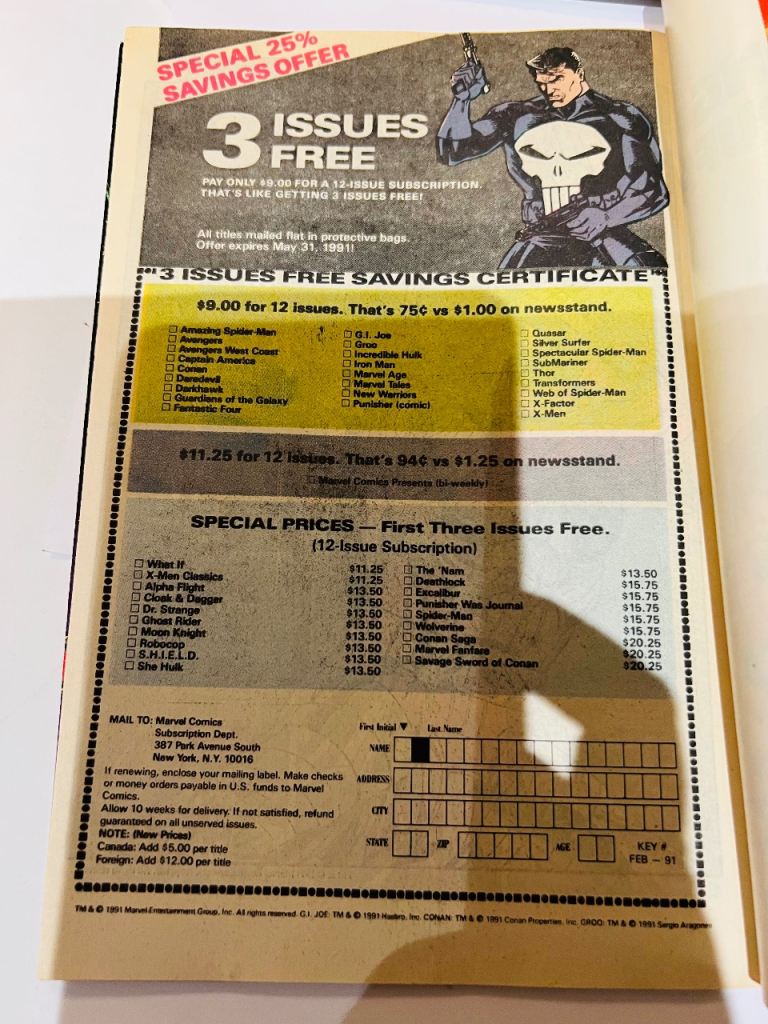 SPECIAL 25%
SAVINGS OFFER
3 ISSUES
FREE
PAY ONLY $9.00 FOR A 12-ISSUE SUBSCRIPTION.
THAT'S LIKE GETTING 3 ISSUES FREE!
All titles mailed flat in protective bags.
Offer expires May 31, 1991!
"3 ISSUES FREE SAVINGS CERTIFICATE"
$9.00 for 12 issues. That's 75¢ vs $1.00 on newsstand.
Amazing Spider-Man
Avengers
Avengers West Coast
Captain America
Conan
Daredevil
Darkhawk
Guardians of the Galaxy
Fantastic Four
G.I. Joe
Groo
Incredible Hulk
Iron Man
Marvel Age
Marvel Tales
New Warriors
Punisher (comic)
Quasar
Silver Surfer
Spectacular Spider-Man
SubMariner
Thor
Transformers
Web of Spider-Man
X-Factor
X-Men
$11.25 for 12 issues. That's 94¢ vs $1.25 on newsstand.
Marvel Comics Presents (bi-weekly)
SPECIAL PRICES — First Three Issues Free.
(12-Issue Subscription)
What If $11.25
X-Men Classics $11.25
Alpha Flight $13.50
Cloak & Dagger $13.50
Dr. Strange $13.50
Ghost Rider $13.50
Moon Knight $13.50
Robocop $13.50
S.H.I.E.L.D. $13.50
She Hulk $13.50
The 'Nam $13.50
Deathlock $15.75
Excalibur $15.75
Punisher War Journal $15.75
Spider-Man $15.75
Wolverine $15.75
Conan Saga $20.25
Marvel Fanfare $20.25
Savage Sword of Conan $20.25
MAIL TO: Marvel Comics
Subscription Dept.
387 Park Avenue South
New York, N.Y. 10016
If renewing, enclose your mailing label. Make checks
or money orders payable in U.S. funds to Marvel
Comics.
Allow 10 weeks for delivery. If not satisfied, refund
guaranteed on all unserved issues.
NOTE: (New Prices)
Canada: Add $5.00 per title
Foreign: Add $12.00 per title
First Initial ▼ Last Name
NAME
ADDRESS
CITY
STATE ZIP AGE
KEY #
FEB — 91
TM & © 1991 Marvel Entertainment Group, Inc. All rights reserved. G.I. JOE: TM & © 1991 Hasbro, Inc. CONAN: TM & © 1991 Conan Properties, Inc. GROO: TM & © 1991 Sergio Aragones